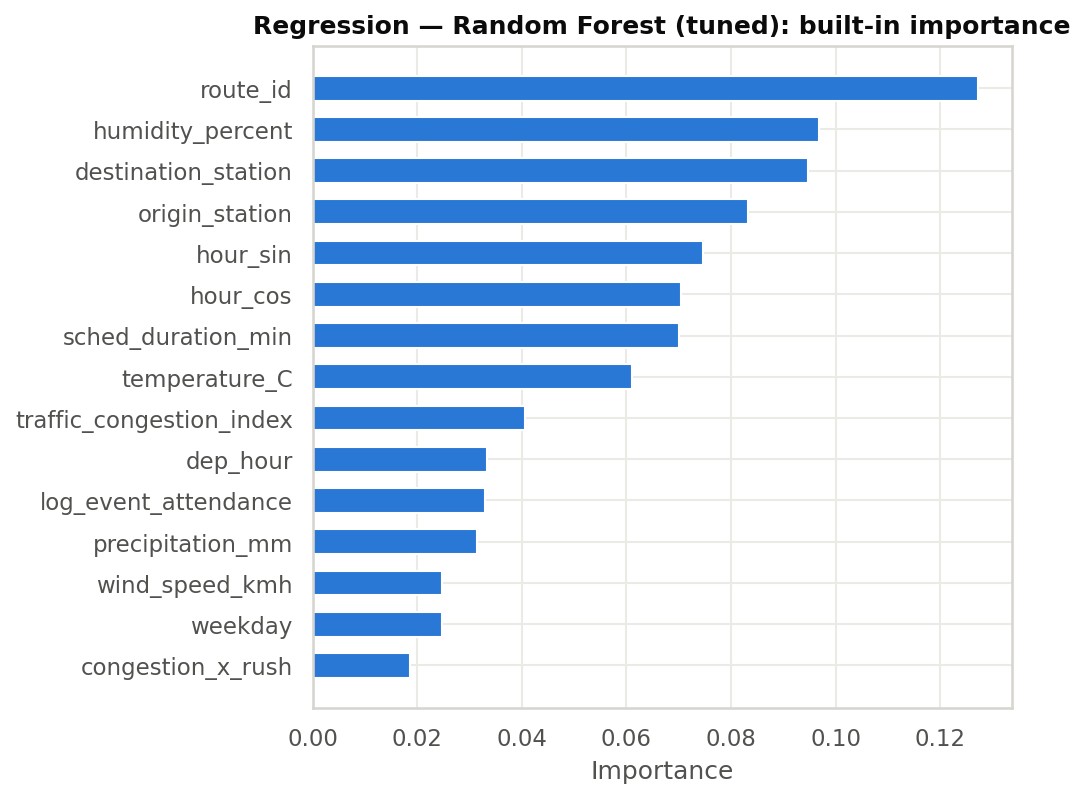 Regression — Random Forest (tuned): built-in importance
route_id
humidity_percent
destination_station
origin_station
hour_sin
hour_cos
sched_duration_min
temperature_C
traffic_congestion_index
dep_hour
log_event_attendance
precipitation_mm
wind_speed_kmh
weekday
congestion_x_rush
0.00 0.02 0.04 0.06 0.08 0.10 0.12
Importance